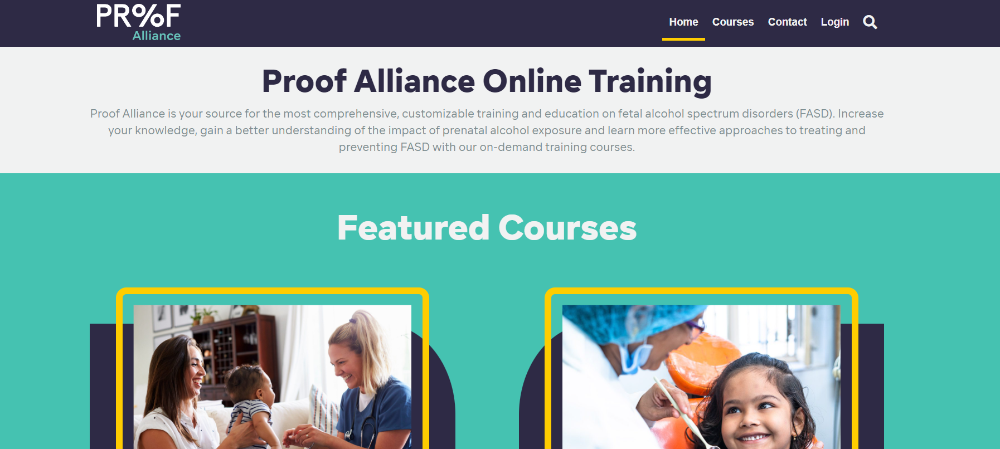 PR%F
Alliance
Home Courses Contact Login
Proof Alliance Online Training
Proof Alliance is your source for the most comprehensive, customizable training and education on fetal alcohol spectrum disorders (FASD). Increase
your knowledge, gain a better understanding of the impact of prenatal alcohol exposure and learn more effective approaches to treating and
preventing FASD with our on-demand training courses.
Featured Courses